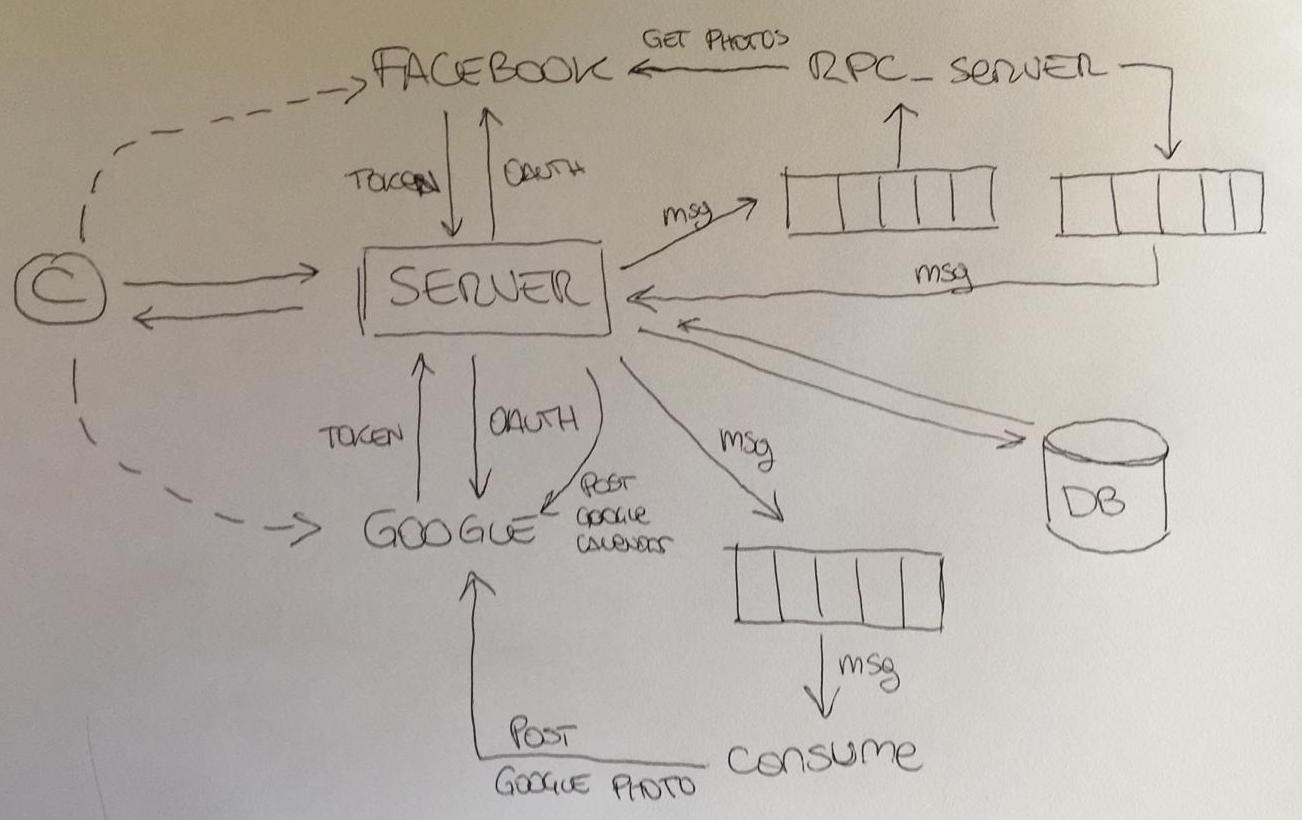 GET PHOTOS
FACEBOOK
RPC_SERVER
TOKEN
OAUTH
msg
C
SERVER
msg
TOKEN
OAUTH
msg
POST
GOOGLE
GOOGLE
DB
msg
POST
GOOGLE PHOTO
CONSUME